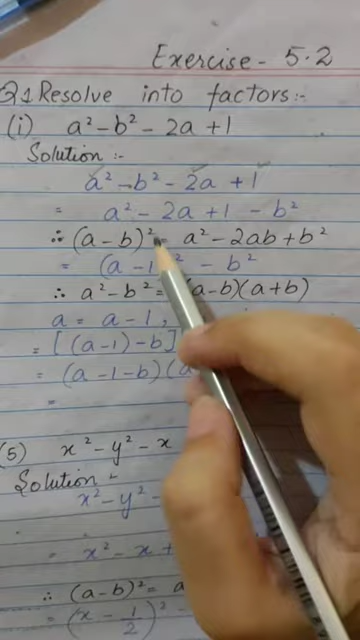 Exercise - 5.2
Q1 Resolve into factors:-
(i) a² - b² - 2a + 1
Solution :-
a² - b² - 2a + 1
= a² - 2a + 1 - b²
∴ (a - b)² = a² - 2ab + b²
= (a - 1)² - b²
∴ a² - b² = (a-b)(a+b)
a = a - 1,
= [(a-1) - b]
= (a - 1 - b)(a
=
(5) x² - y² - x
Solution
x² - y² -
= x² - x +
∴ (a-b)² = a
= (x - 1/2)² -